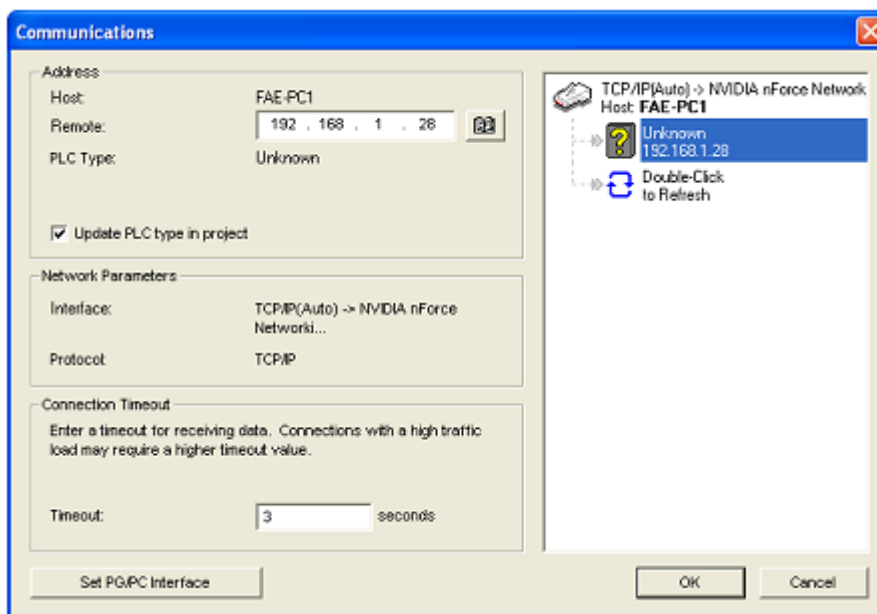 Communications
Address
Host: FAE-PC1
Remote: 192 . 168 . 1 . 28
PLC Type: Unknown
Update PLC type in project
Network Parameters
Interface: TCP/IP(Auto) -> NVIDIA nForce
Networki...
Protocol: TCP/IP
Connection Timeout
Enter a timeout for receiving data. Connections with a high traffic
load may require a higher timeout value.
Timeout: 3 seconds
Set PG/PC Interface
TCP/IP(Auto) -> NVIDIA nForce Network
Host: FAE-PC1
Unknown
192.168.1.28
Double-Click
to Refresh
OK
Cancel